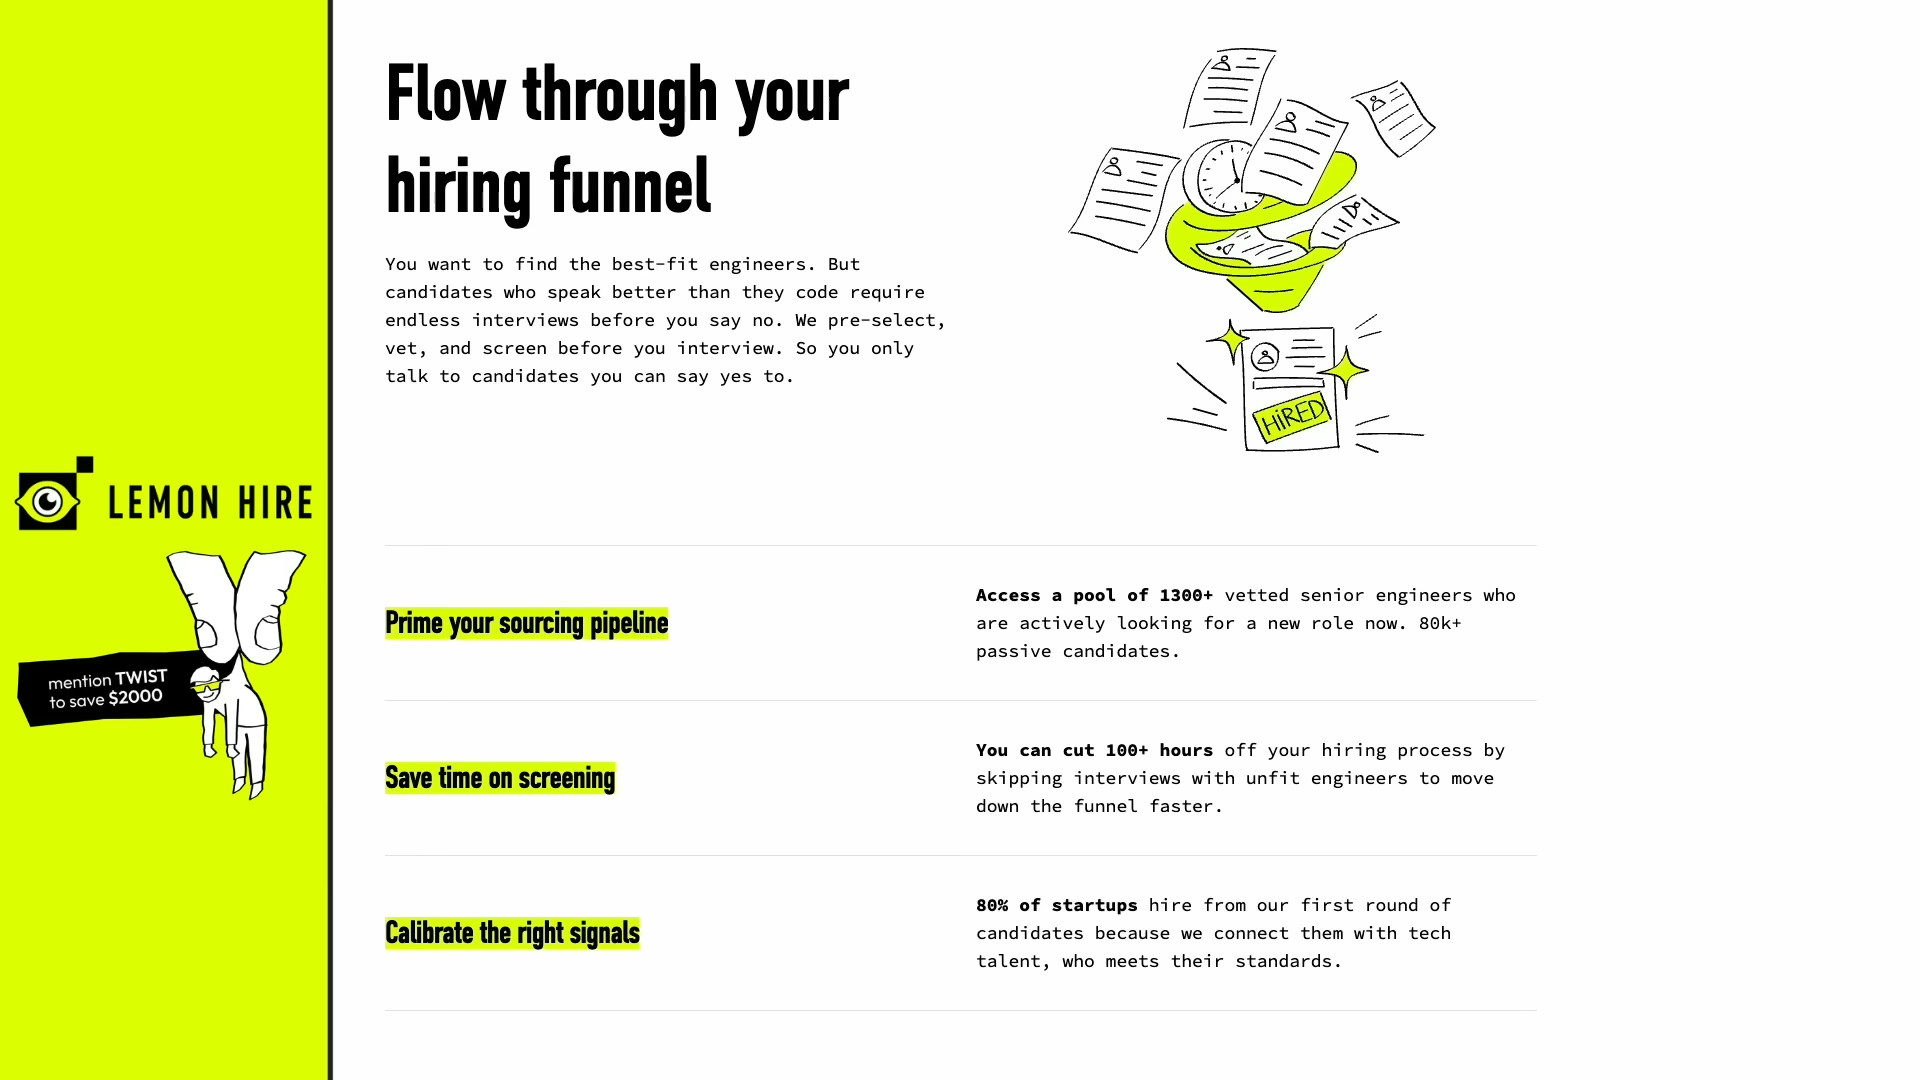 LEMON HIRE
mention TWIST
to save $2000
Flow through your
hiring funnel
You want to find the best-fit engineers. But
candidates who speak better than they code require
endless interviews before you say no. We pre-select,
vet, and screen before you interview. So you only
talk to candidates you can say yes to.
HiRED
Prime your sourcing pipeline
Access a pool of 1300+ vetted senior engineers who
are actively looking for a new role now. 80k+
passive candidates.
Save time on screening
You can cut 100+ hours off your hiring process by
skipping interviews with unfit engineers to move
down the funnel faster.
Calibrate the right signals
80% of startups hire from our first round of
candidates because we connect them with tech
talent, who meets their standards.